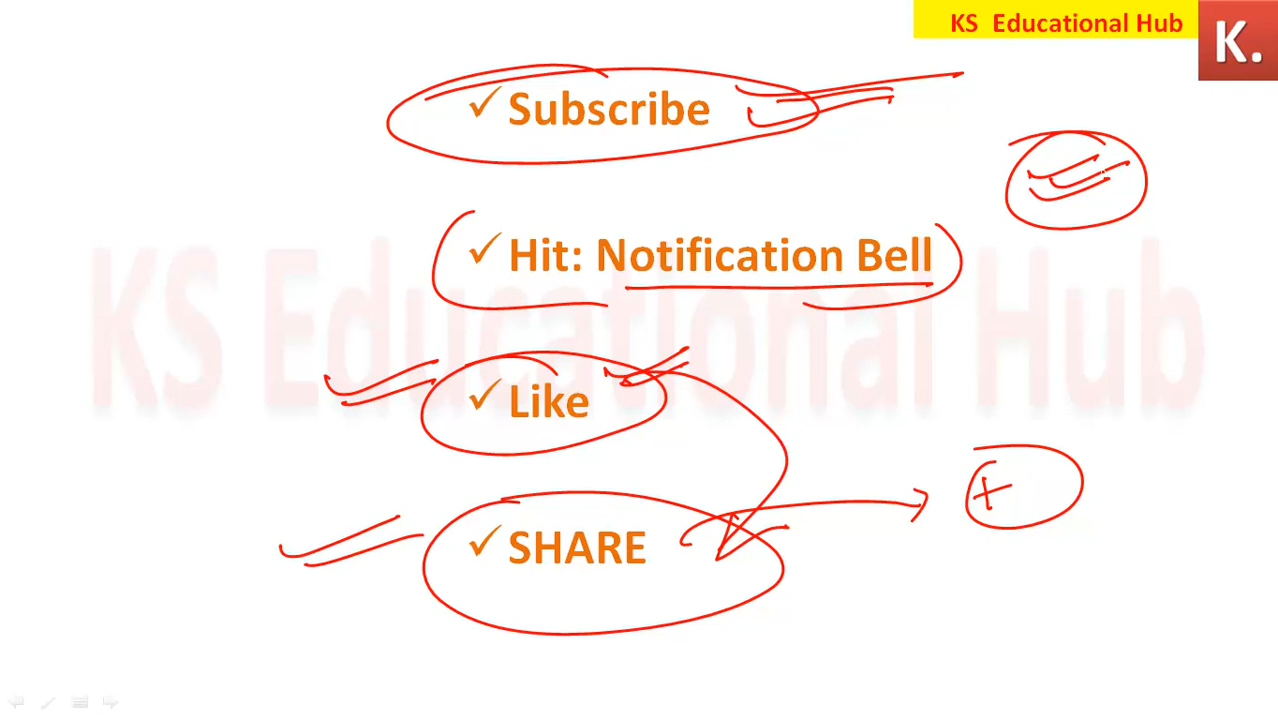 KS Educational Hub
K.
✓ Subscribe
✓ Hit: Notification Bell
KS Educational Hub
✓ Like
+
✓ SHARE